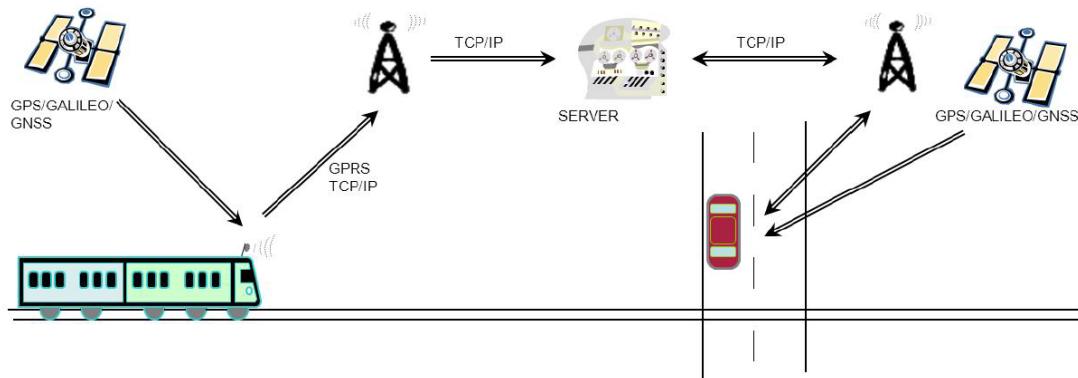 TCP/IP
TCP/IP
GPS/GALILEO/
GNSS
SERVER
GPS/GALILEO/GNSS
GPRS
TCP/IP